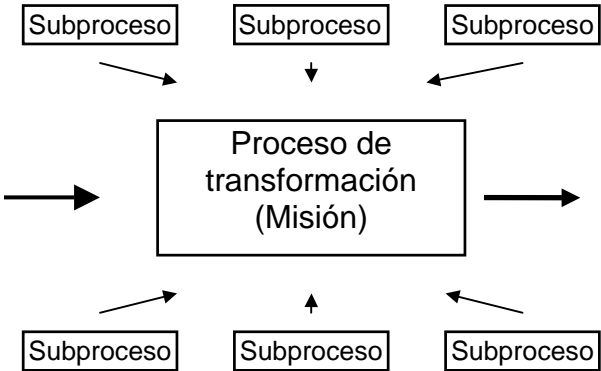 Subproceso
Subproceso
Subproceso
Proceso de
transformación
(Misión)
Subproceso
Subproceso
Subproceso